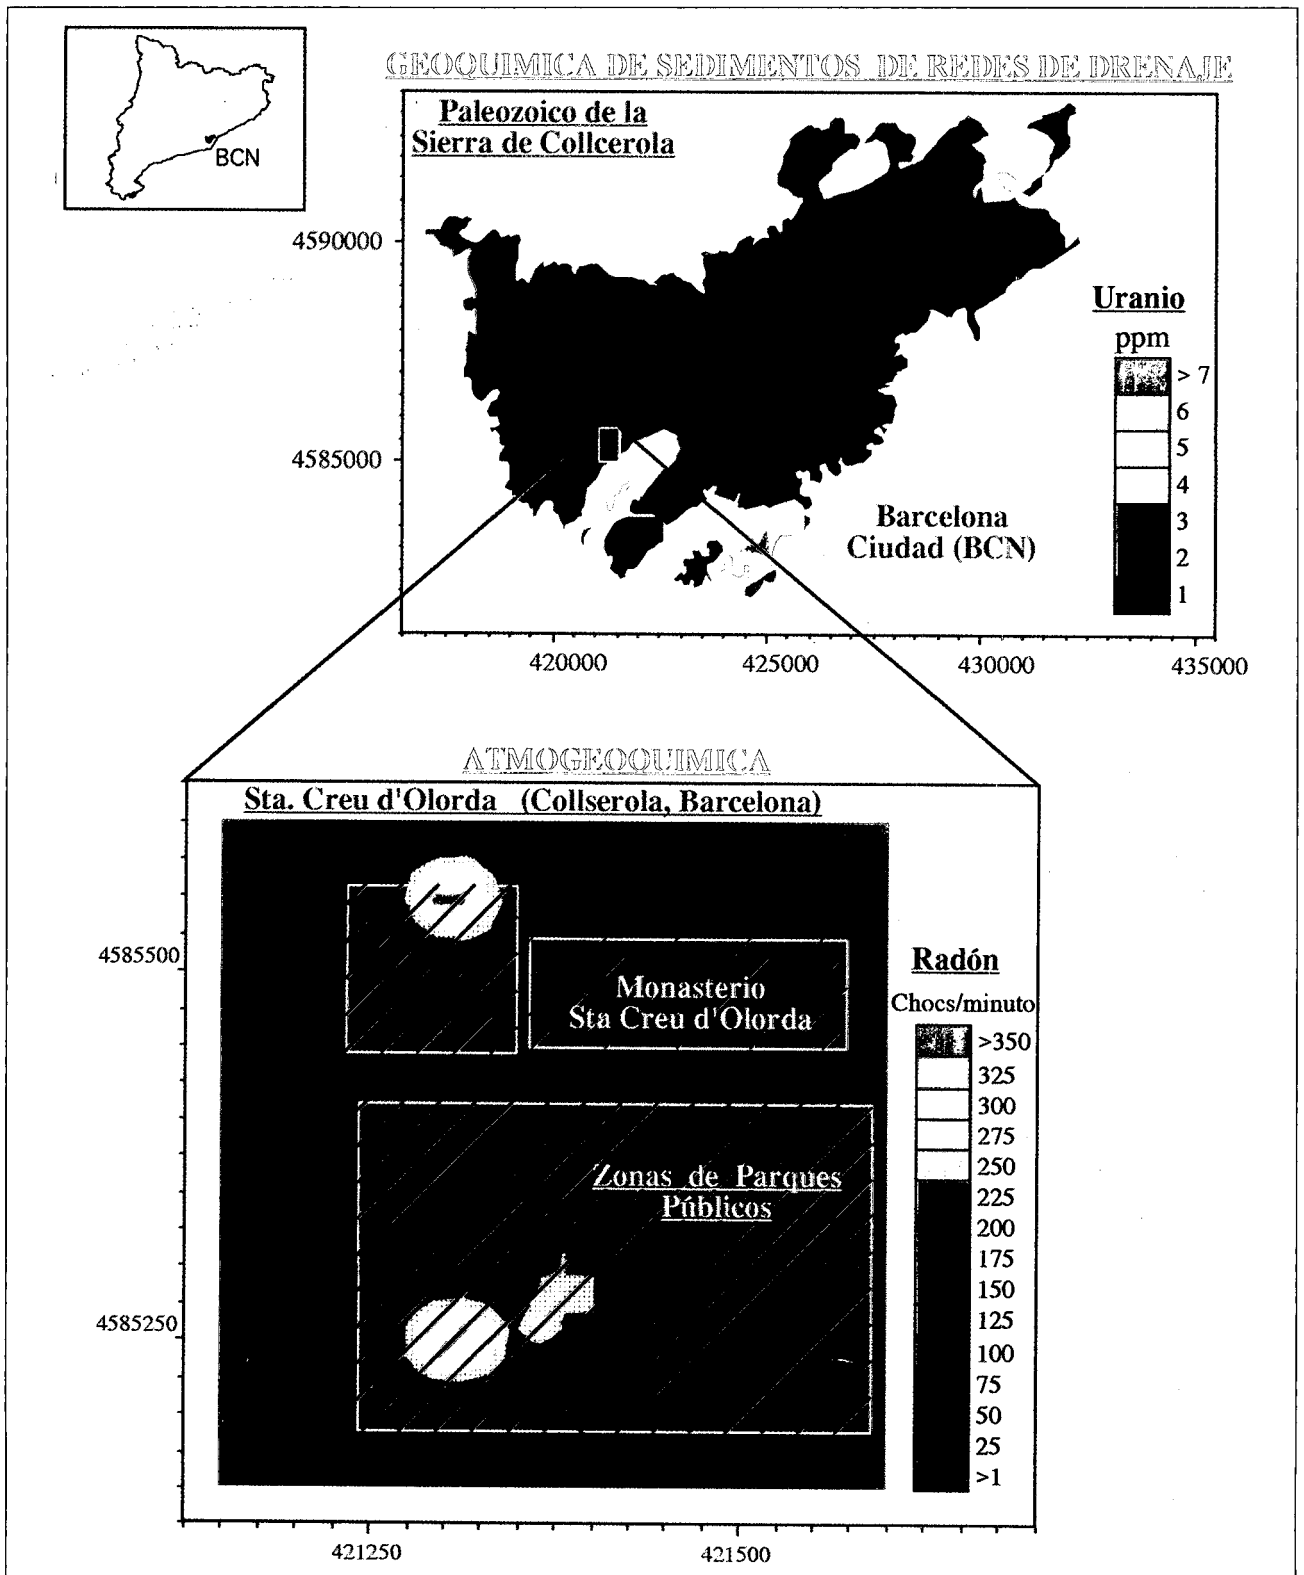 BCN
GEOQUIMICA DE SEDIMENTOS DE REDES DE DRENAJE
Paleozoico de la
Sierra de Collcerola
4590000
4585000
Uranio
ppm
> 7
6
5
4
3
2
1
Barcelona
Ciudad (BCN)
420000
425000
430000
435000
ATMOGEOQUIMICA
Sta. Creu d'Olorda (Collserola, Barcelona)
4585500
4585250
Monasterio
Sta Creu d'Olorda
Zonas de Parques
Públicos
Radón
Chocs/minuto
>350
325
300
275
250
225
200
175
150
125
100
75
50
25
>1
421250
421500